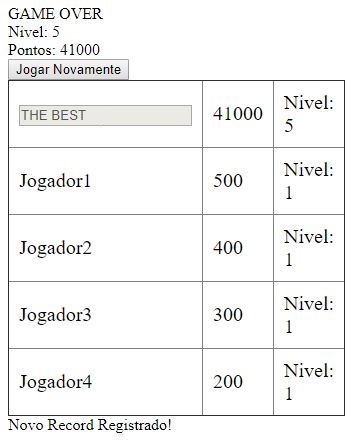 GAME OVER
Nivel: 5
Pontos: 41000
Jogar Novamente
THE BEST 41000 Nivel: 5
Jogador1 500 Nivel: 1
Jogador2 400 Nivel: 1
Jogador3 300 Nivel: 1
Jogador4 200 Nivel: 1
Novo Record Registrado!